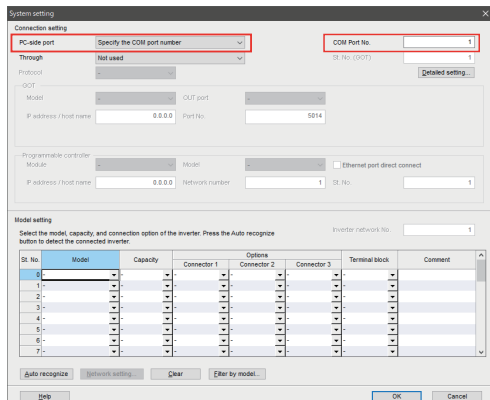 System setting
Connection setting
PC-side port Specify the COM port number COM Port No. 1
Through Not used St. No. (GOT) 1
Protocol - Detailed setting...
GOT
Model - OUT port -
IP address / host name 0.0.0.0 Port No. 5014
Programmable controller
Module - Model - Ethernet port direct connect
IP address / host name 0.0.0.0 Network number 1 St. No. 1
Model setting
Select the model, capacity, and connection option of the inverter. Press the Auto recognize
button to detect the connected inverter.
Inverter network No. 1
St. No. Model Capacity Options Terminal block Comment
Connector 1 Connector 2 Connector 3
0 - - - - - -
1 - - - - - -
2 - - - - - -
3 - - - - - -
4 - - - - - -
5 - - - - - -
6 - - - - - -
7 - - - - - -
Auto recognize Network setting... Clear Filter by model...
Help OK Cancel